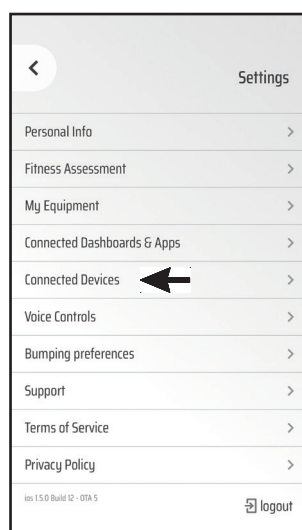 Settings
Personal Info
Fitness Assessment
My Equipment
Connected Dashboards & Apps
Connected Devices
Voice Controls
Bumping preferences
Support
Terms of Service
Privacy Policy
ios 1.5.0 Build 12 - OTA 5
logout